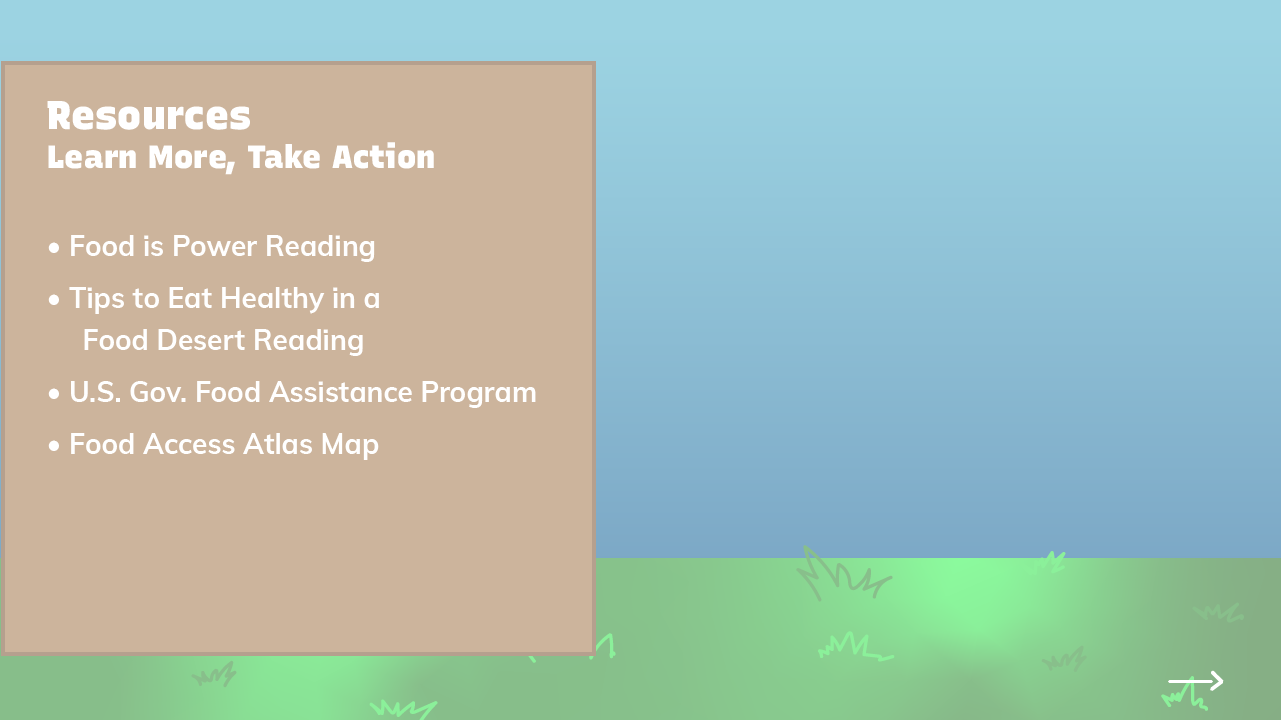 Resources
Learn More, Take Action
• Food is Power Reading
• Tips to Eat Healthy in a
Food Desert Reading
• U.S. Gov. Food Assistance Program
• Food Access Atlas Map